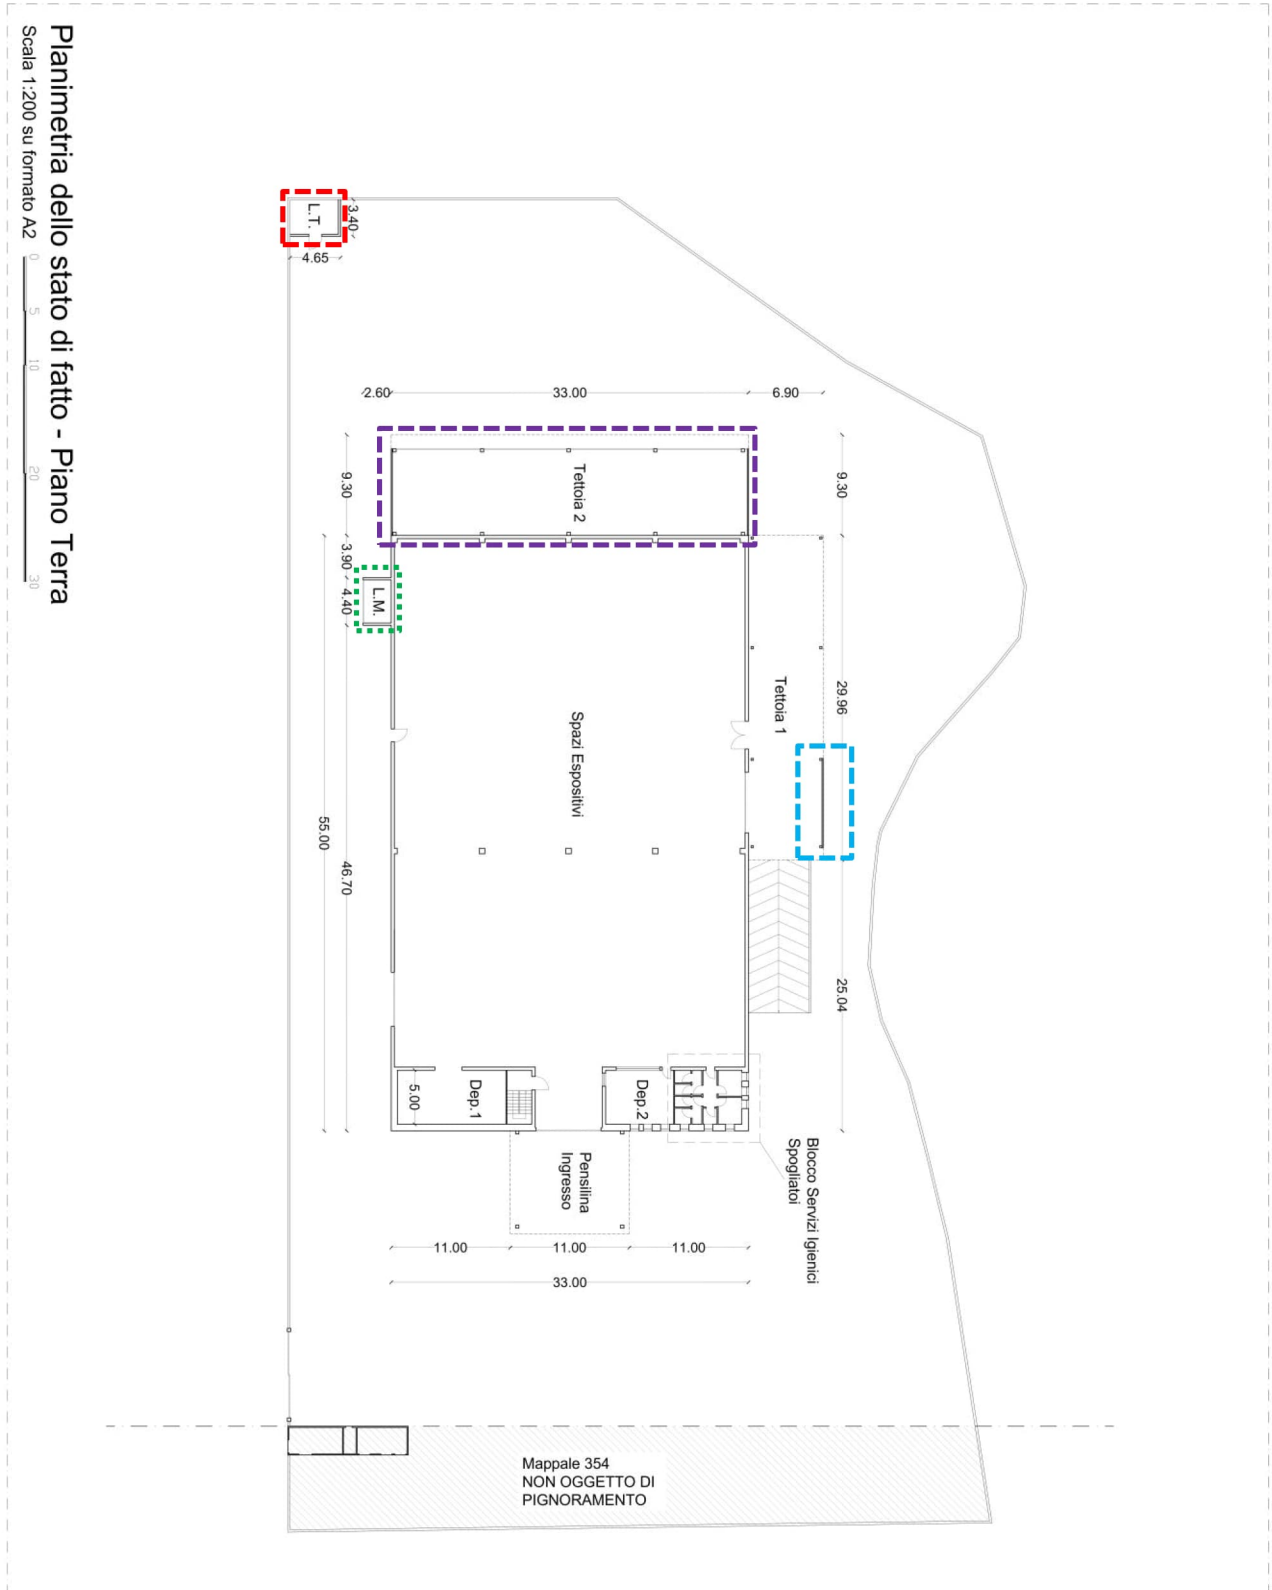 Planimetria dello stato di fatto - Piano Terra
Scala 1:200 su formato A2
0
5
10
20
30
L.T.
3.40
4.65
2.60
33.00
6.90
9.30
Tettoia 2
9.30
3.90
4.40
L.M.
29.96
Tettoia 1
Spazi Espositivi
55.00
46.70
25.04
5.00
Dep.1
Dep.2
Blocco Servizi Igienici
Spogliatoi
Pensilina
Ingresso
11.00
11.00
11.00
33.00
Mappale 354
NON OGGETTO DI
PIGNORAMENTO